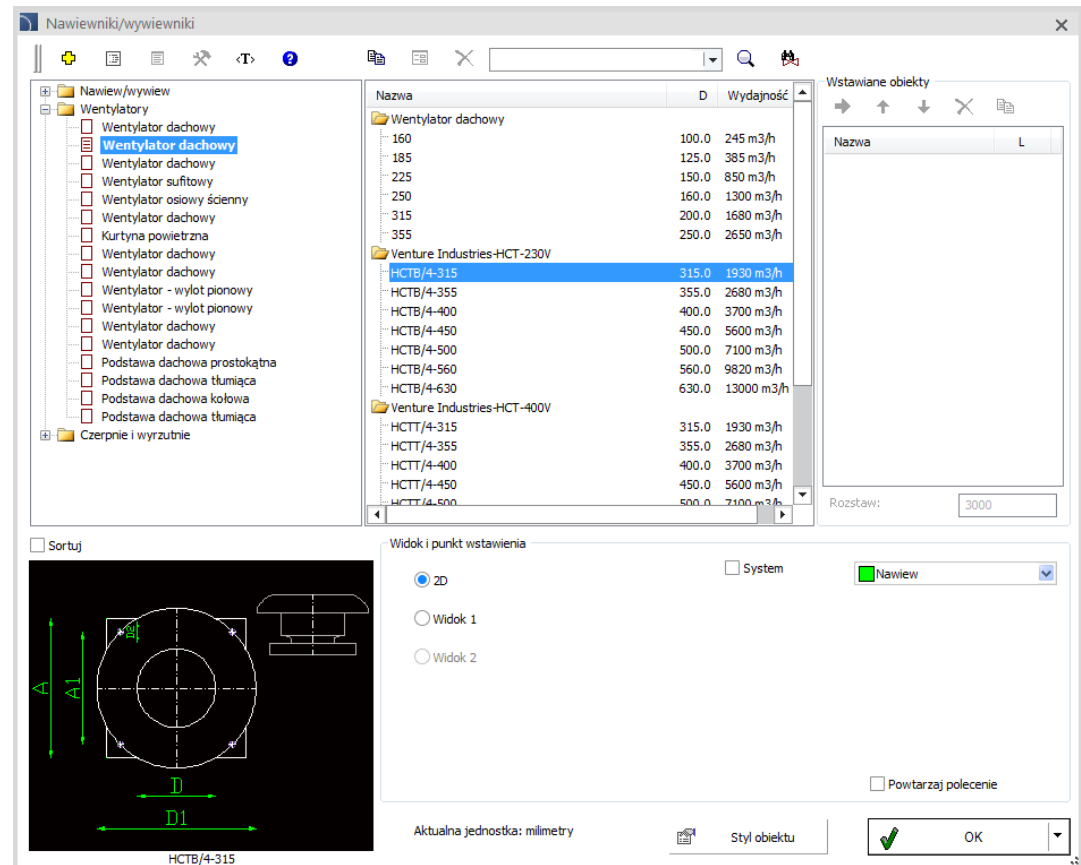 Nawiewniki/wywiewniki
<T>
?
Nawiew/wywiew
Wentylatory
Wentylator dachowy
Wentylator dachowy
Wentylator dachowy
Wentylator sufitowy
Wentylator osiowy ścienny
Wentylator dachowy
Kurtyna powietrzna
Wentylator dachowy
Wentylator dachowy
Wentylator - wylot pionowy
Wentylator - wylot pionowy
Wentylator dachowy
Wentylator dachowy
Podstawa dachowa prostokątna
Podstawa dachowa tłumiąca
Podstawa dachowa kołowa
Podstawa dachowa tłumiąca
Czerpnie i wyrzutnie
Nazwa D Wydajność
Wentylator dachowy
160 100.0 245 m3/h
185 125.0 385 m3/h
225 150.0 850 m3/h
250 160.0 1300 m3/h
315 200.0 1680 m3/h
355 250.0 2650 m3/h
Venture Industries-HCT-230V
HCTB/4-315 315.0 1930 m3/h
HCTB/4-355 355.0 2680 m3/h
HCTB/4-400 400.0 3700 m3/h
HCTB/4-450 450.0 5600 m3/h
HCTB/4-500 500.0 7100 m3/h
HCTB/4-560 560.0 9820 m3/h
HCTB/4-630 630.0 13000 m3/h
Venture Industries-HCT-400V
HCTT/4-315 315.0 1930 m3/h
HCTT/4-355 355.0 2680 m3/h
HCTT/4-400 400.0 3700 m3/h
HCTT/4-450 450.0 5600 m3/h
HCTT/4-500 500.0 7100 m3/h
Wstawiane obiekty
Nazwa L
Rozstaw: 3000
Sortuj
D2
A
A1
D
D1
HCTB/4-315
Widok i punkt wstawienia
2D
Widok 1
Widok 2
System
Nawiew
Powtarzaj polecenie
Aktualna jednostka: milimetry
Styl obiektu
OK